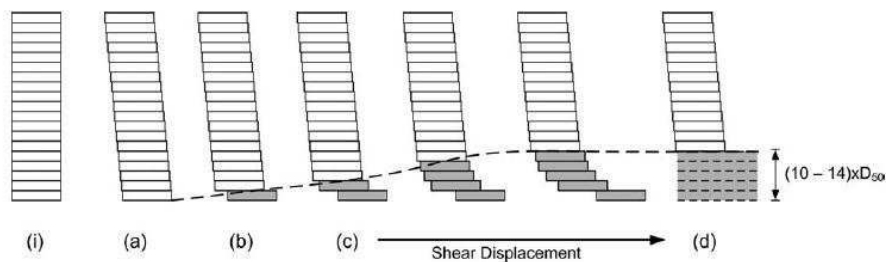 (10 – 14)xD50
(i) (a) (b) (c) (d)
Shear Displacement